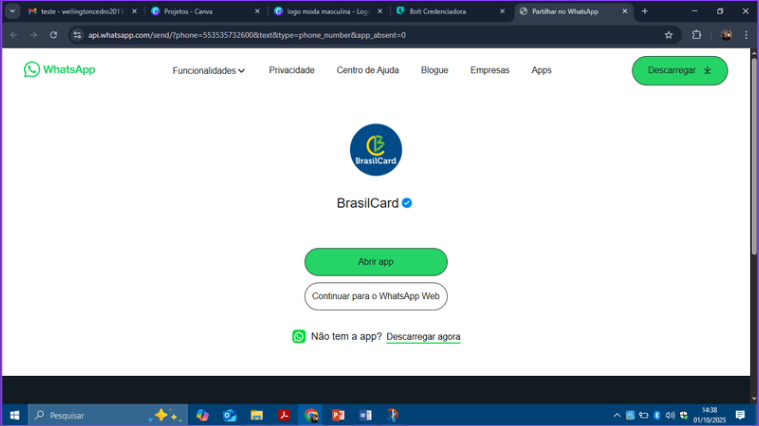 teste - wellingtoncedro2011
Projetos - Canva
logo moda masculina - Logo
Bolt Credenciadora
Partilhar no WhatsApp
api.whatsapp.com/send/?phone=553535732600&text&type=phone_number&app_absent=0
WhatsApp
Funcionalidades
Privacidade
Centro de Ajuda
Blogue
Empresas
Apps
Descarregar
BrasilCard
BrasilCard
Abrir app
Continuar para o WhatsApp Web
Não tem a app? Descarregar agora
Pesquisar
14:38
01/10/2025